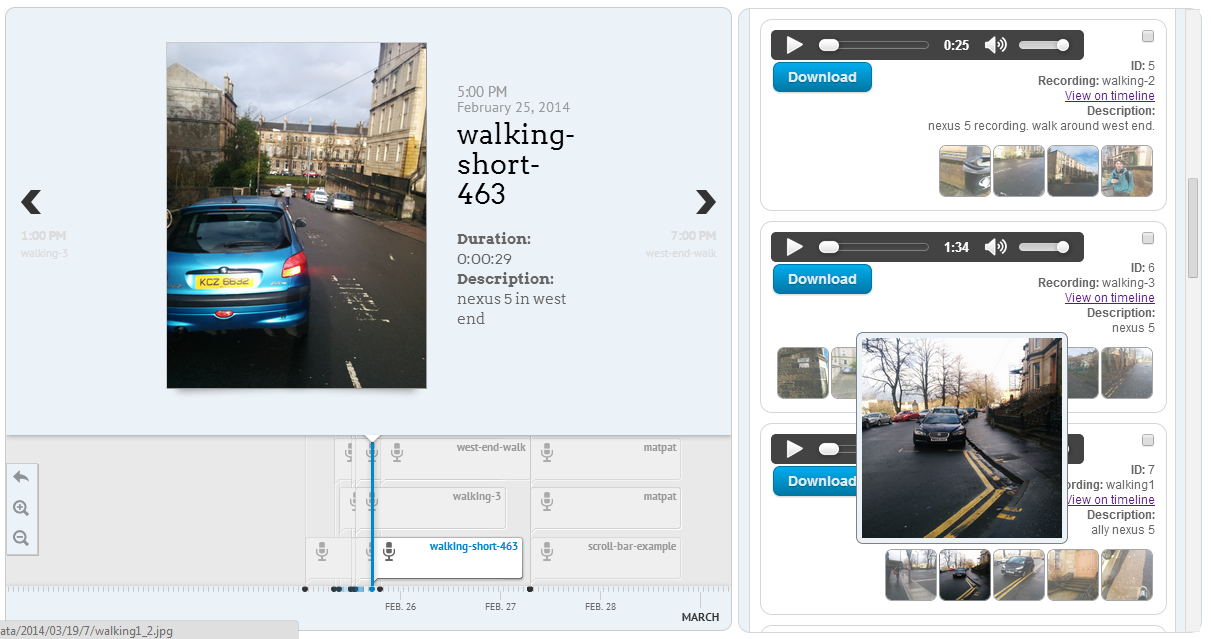 5:00 PM
February 25, 2014
walking-
short-
463
Duration:
0:00:29
Description:
nexus 5 in west
end
1:00 PM
walking-3
7:00 PM
west-end-walk
KCZ 6632
west-end-walk
matpat
walking-3
matpat
walking-short-463
scroll-bar-example
FEB. 26
FEB. 27
FEB. 28
MARCH
ata/2014/03/19/7/walking1_2.jpg
0:25
Download
ID: 5
Recording: walking-2
View on timeline
Description:
nexus 5 recording. walk around west end.
1:34
Download
ID: 6
Recording: walking-3
View on timeline
Description:
nexus 5
Download
ID: 7
ording: walking1
View on timeline
Description:
ally nexus 5